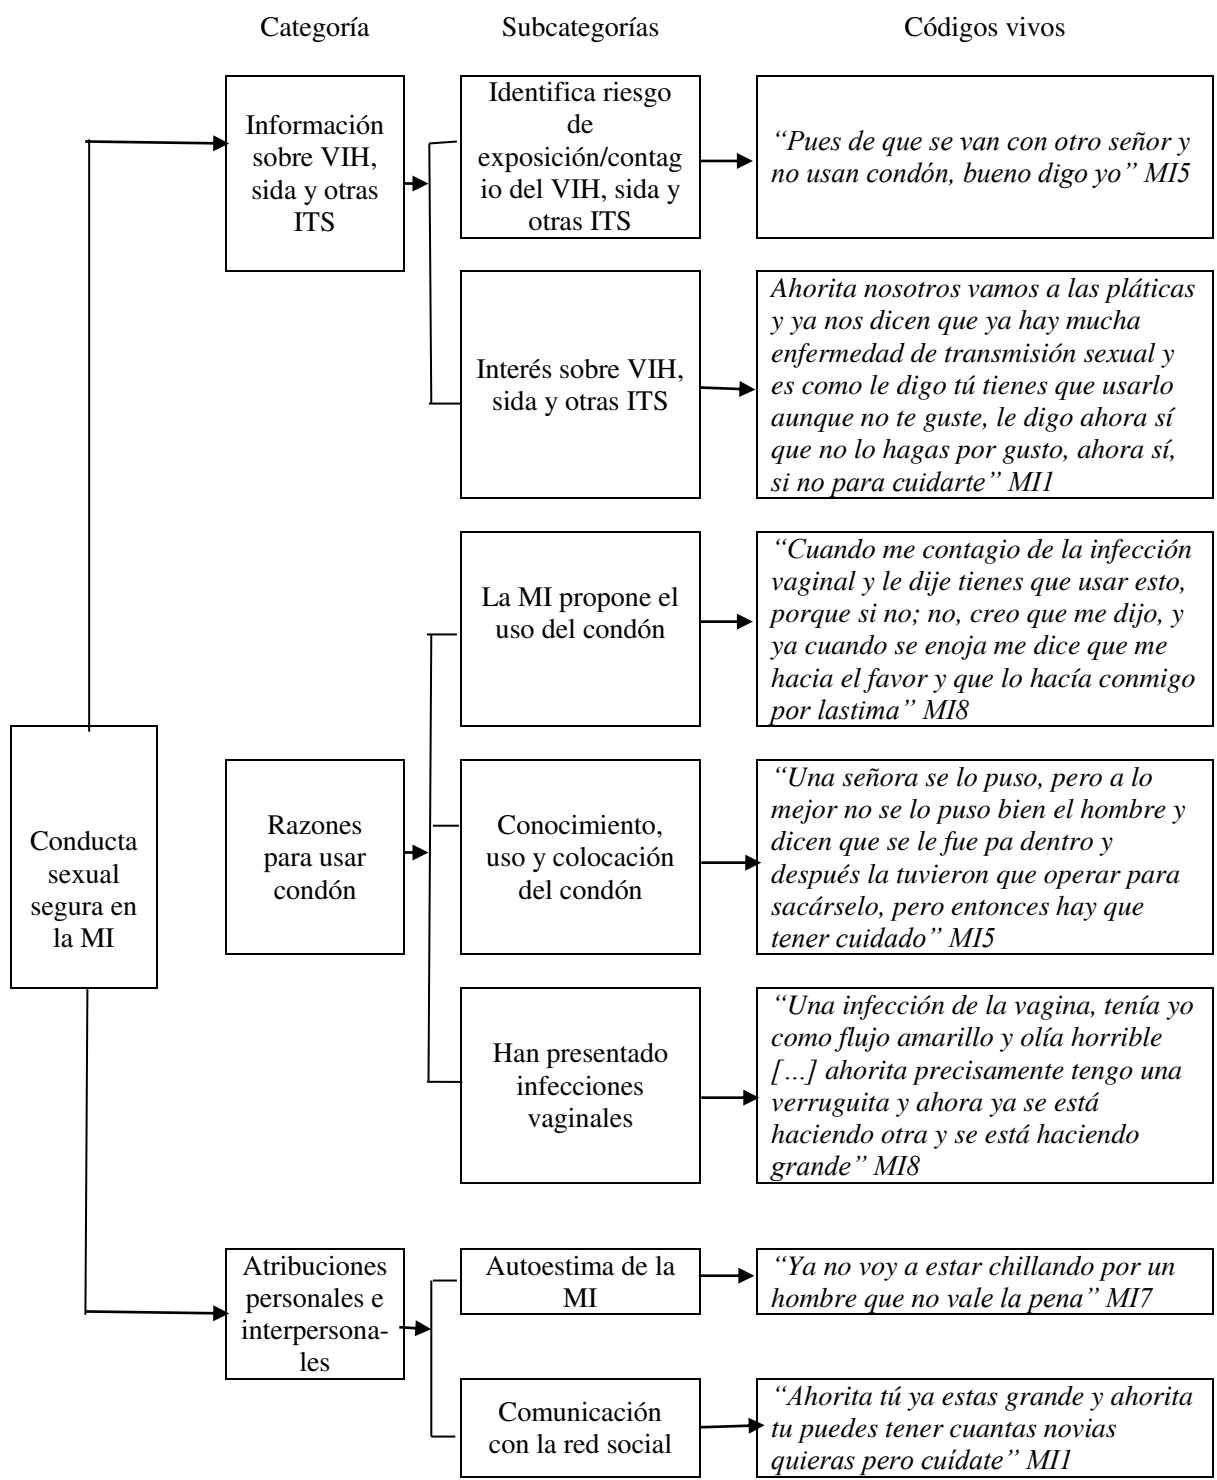 Categoría
Subcategorías
Códigos vivos
Información
sobre VIH,
sida y otras
ITS
Identifica riesgo
de
exposición/contag
io del VIH, sida y
otras ITS
“Pues de que se van con otro señor y
no usan condón, bueno digo yo” MI5
Interés sobre VIH,
sida y otras ITS
Ahorita nosotros vamos a las pláticas
y ya nos dicen que ya hay mucha
enfermedad de transmisión sexual y
es como le digo tú tienes que usarlo
aunque no te guste, le digo ahora sí
que no lo hagas por gusto, ahora sí,
si no para cuidarte” MI1
La MI propone el
uso del condón
“Cuando me contagio de la infección
vaginal y le dije tienes que usar esto,
porque si no; no, creo que me dijo, y
ya cuando se enoja me dice que me
hacia el favor y que lo hacía conmigo
por lastima” MI8
Conducta
sexual
segura en
la MI
Razones
para usar
condón
Conocimiento,
uso y colocación
del condón
“Una señora se lo puso, pero a lo
mejor no se lo puso bien el hombre y
dicen que se le fue pa dentro y
después la tuvieron que operar para
sacárselo, pero entonces hay que
tener cuidado” MI5
Han presentado
infecciones
vaginales
“Una infección de la vagina, tenía yo
como flujo amarillo y olía horrible
[…] ahorita precisamente tengo una
verruguita y ahora ya se está
haciendo otra y se está haciendo
grande” MI8
Atribuciones
personales e
interpersona-
les
Autoestima de la
MI
“Ya no voy a estar chillando por un
hombre que no vale la pena” MI7
Comunicación
con la red social
“Ahorita tú ya estas grande y ahorita
tu puedes tener cuantas novias
quieras pero cuídate” MI1